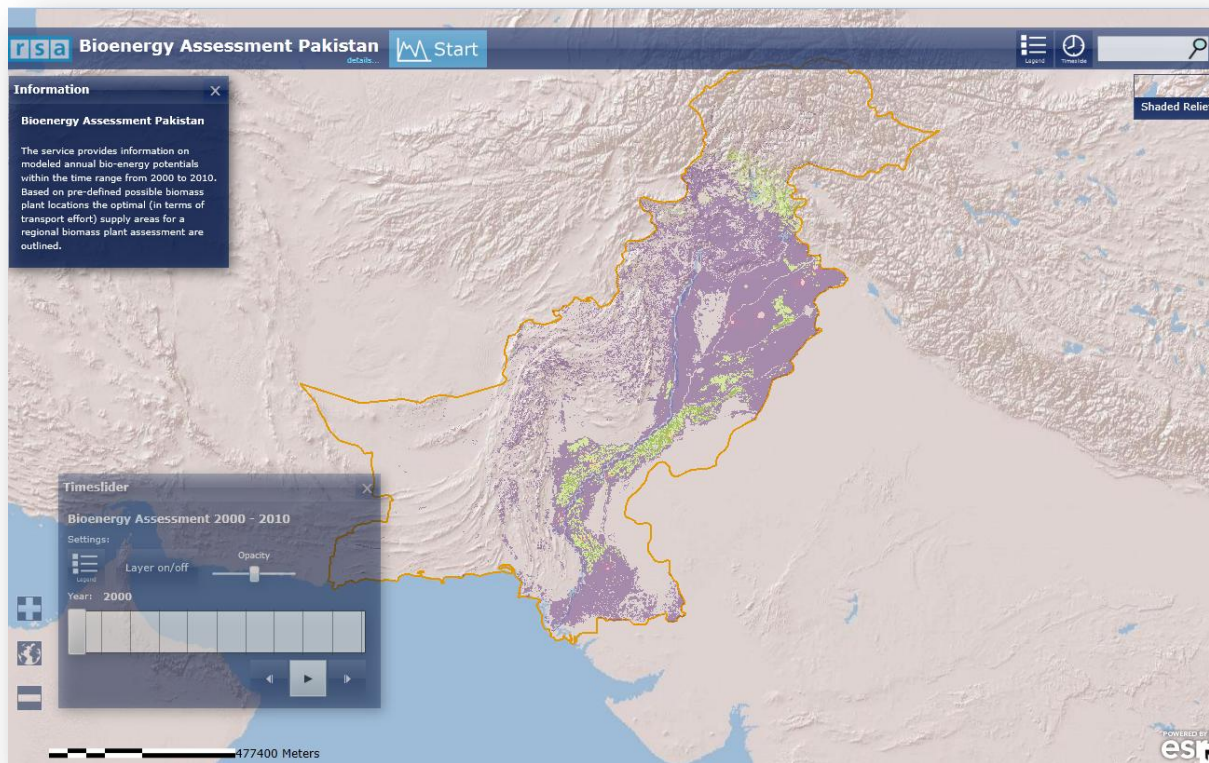 rsa Bioenergy Assessment Pakistan
details...
Start
Legend
Timeslide
Shaded Relief
Information
Bioenergy Assessment Pakistan
The service provides information on
modeled annual bio-energy potentials
within the time range from 2000 to 2010.
Based on pre-defined possible biomass
plant locations the optimal (in terms of
transport effort) supply areas for a
regional biomass plant assessment are
outlined.
Timeslider
Bioenergy Assessment 2000 - 2010
Settings:
Legend
Layer on/off
Opacity
Year: 2000
477400 Meters
POWERED BY
esri